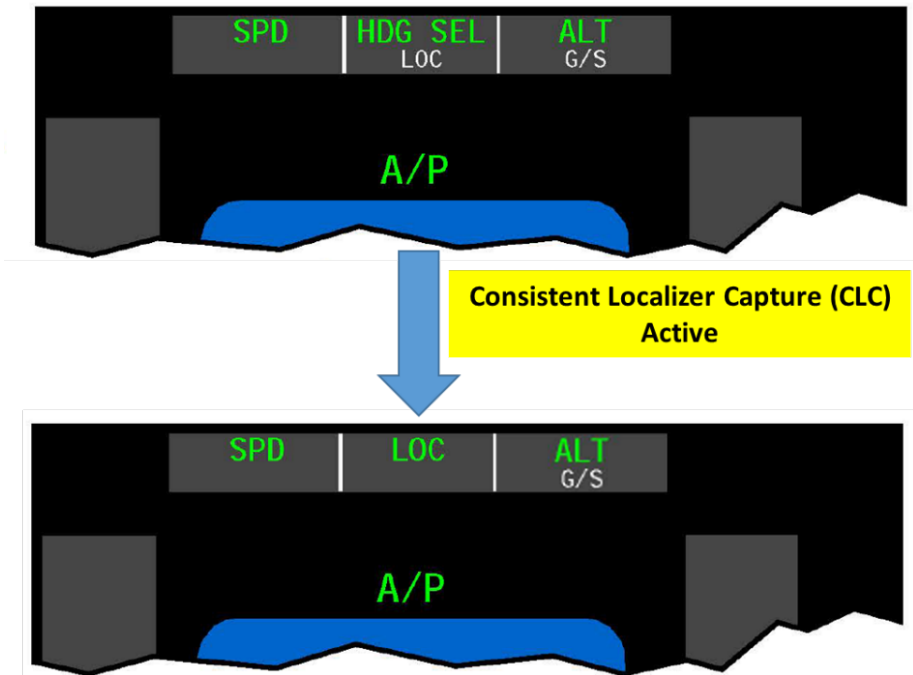 SPD HDG SEL ALT
LOC G/S
A/P
Consistent Localizer Capture (CLC)
Active
SPD LOC ALT
G/S
A/P